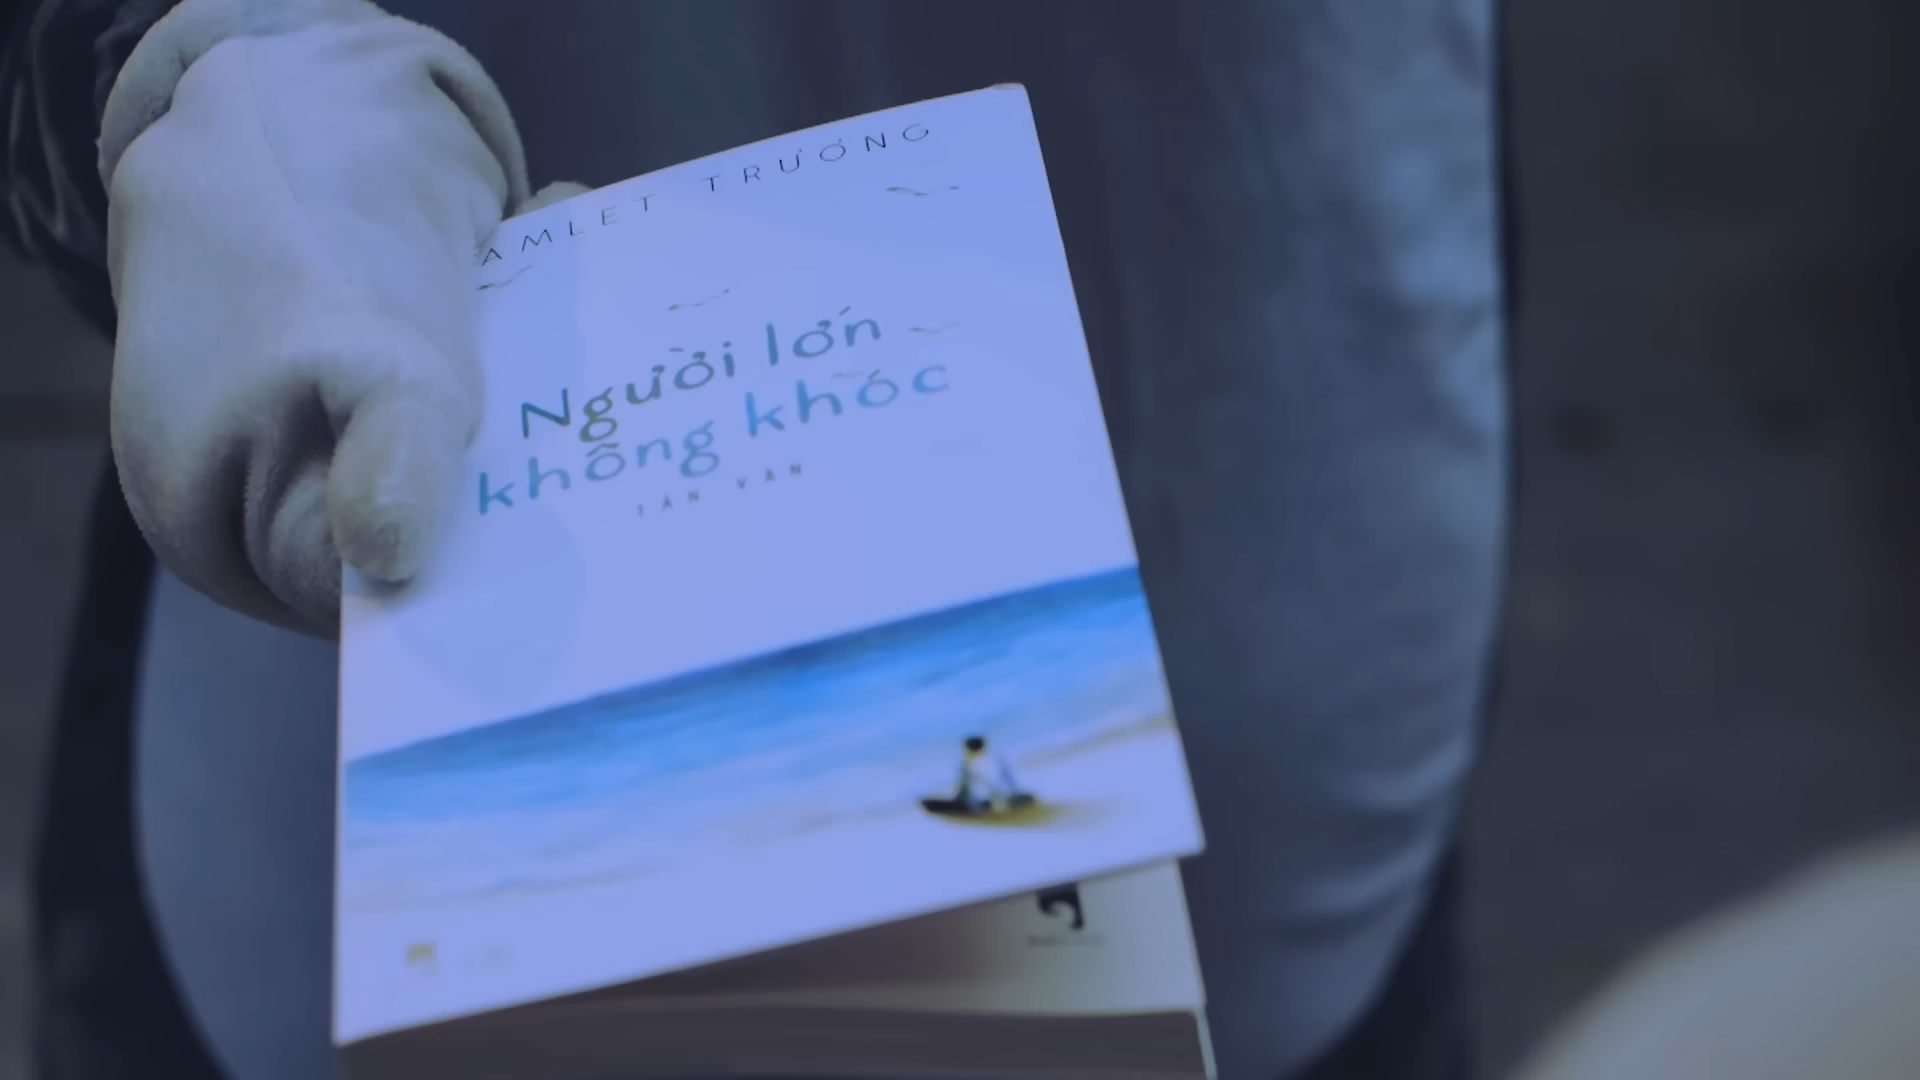 AMLET TRƯƠNG
Người lớn
không khóc
TẢN VĂN